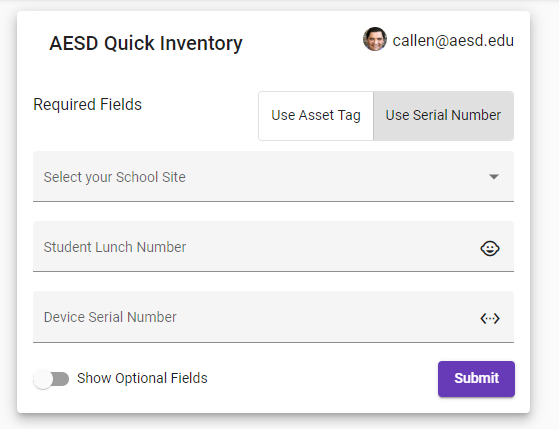 AESD Quick Inventory
callen@aesd.edu
Required Fields
Use Asset Tag
Use Serial Number
Select your School Site
Student Lunch Number
Device Serial Number
Show Optional Fields
Submit